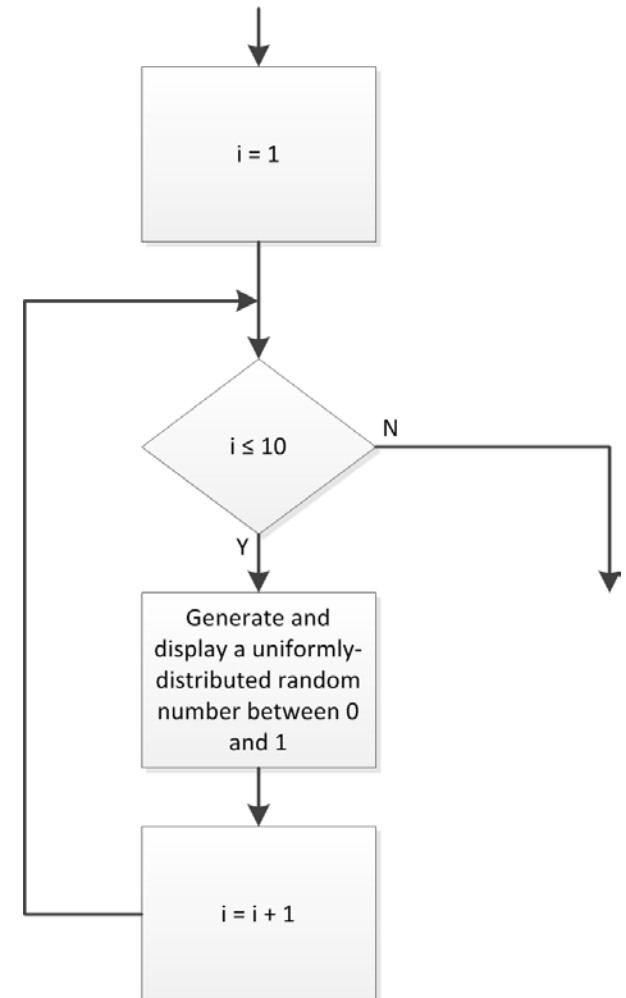 i = 1
i ≤ 10
N
Y
Generate and
display a uniformly-
distributed random
number between 0
and 1
i = i + 1